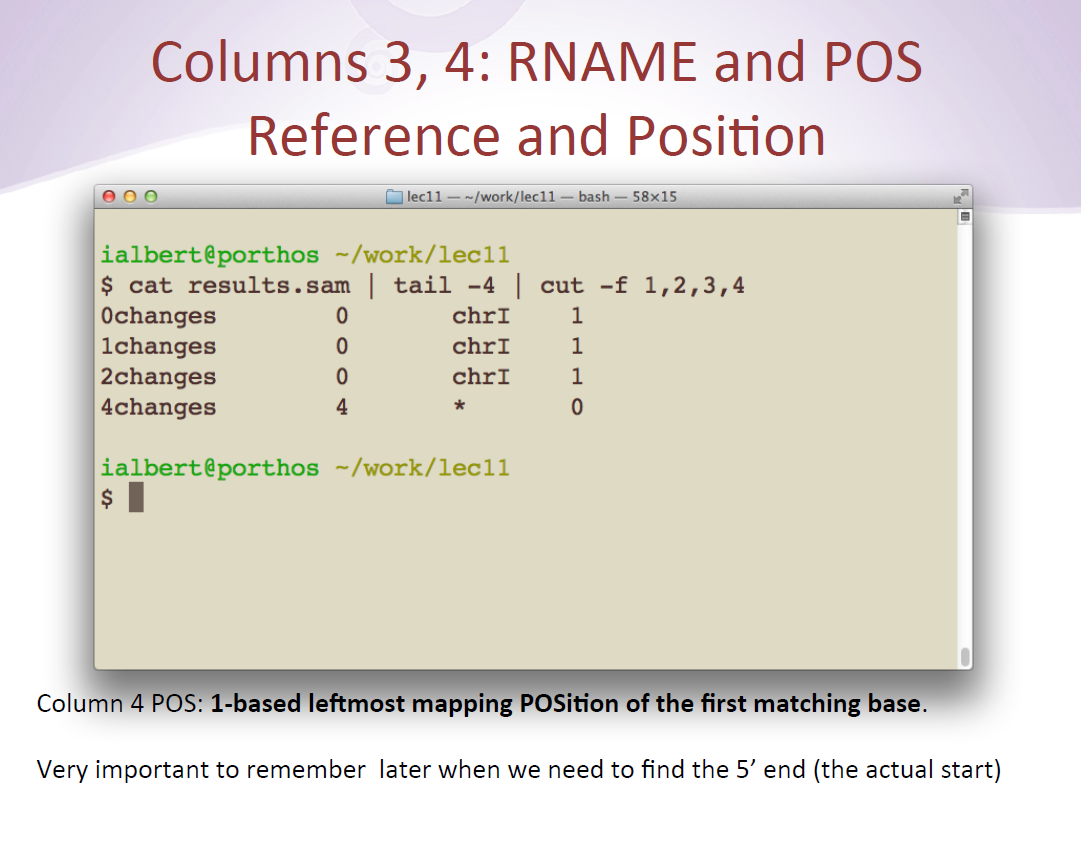 Columns 3, 4: RNAME and POS
Reference and Position
lec11 — ~/work/lec11 — bash — 58×15
ialbert@porthos ~/work/lec11
$ cat results.sam | tail -4 | cut -f 1,2,3,4
0changes 0 chrI 1
1changes 0 chrI 1
2changes 0 chrI 1
4changes 4 * 0
ialbert@porthos ~/work/lec11
$
Column 4 POS: 1-based leftmost mapping POSition of the first matching base.
Very important to remember later when we need to find the 5’ end (the actual start)